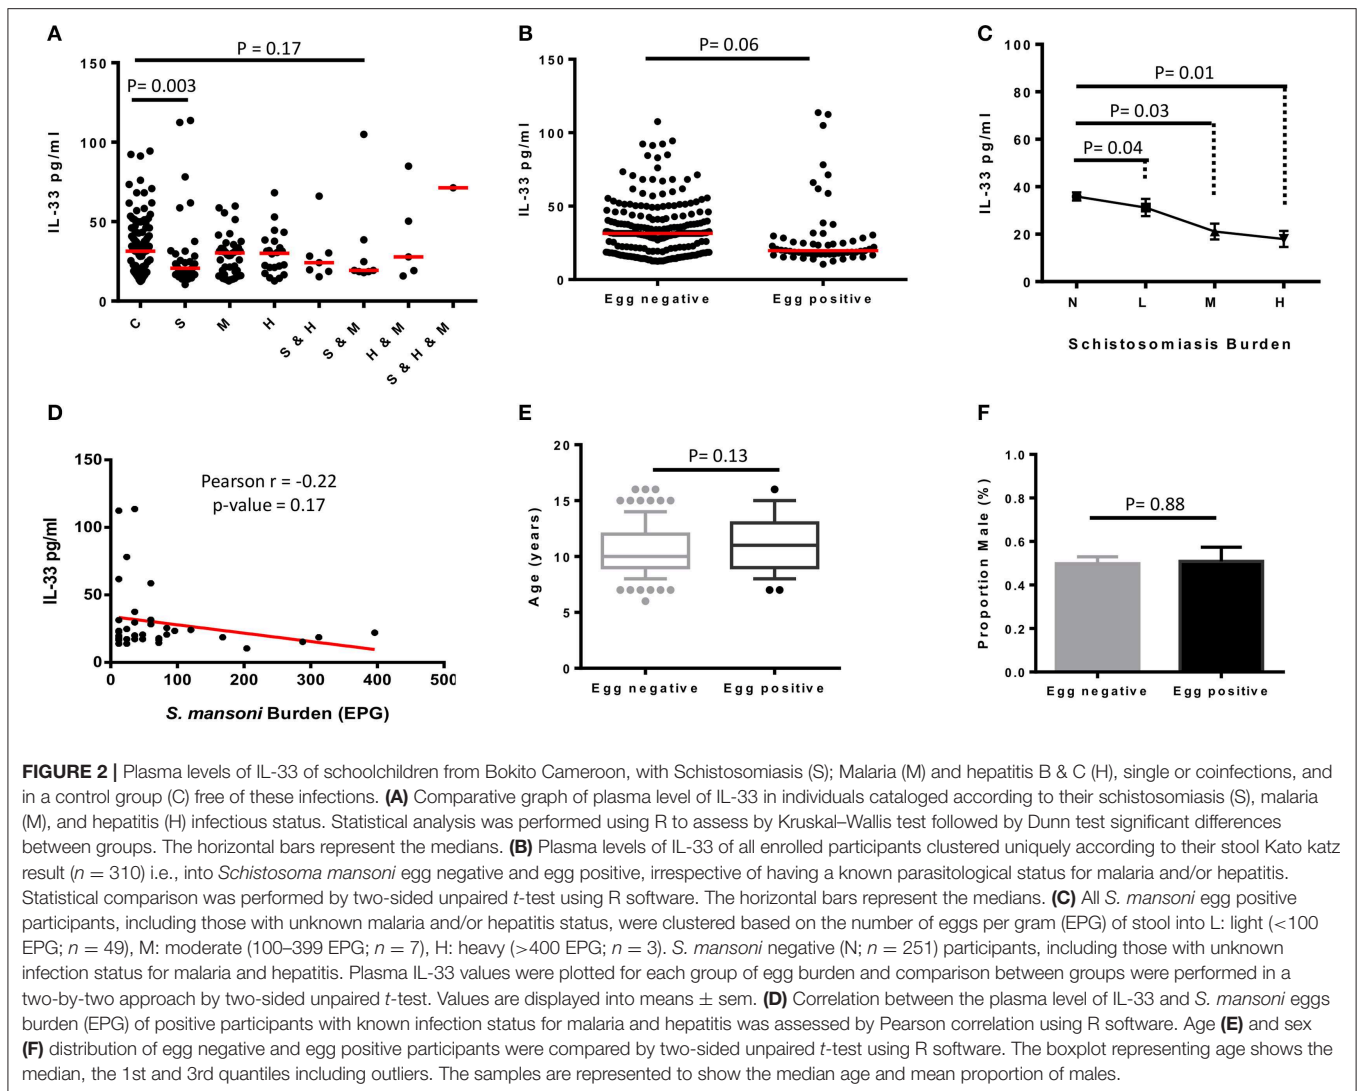 A
P = 0.17
P= 0.003
IL-33 pg/ml
150
100
50
0
C
S
M
H
S & H
S & M
H & M
S & H & M
B
P = 0.06
IL-33 pg/ml
150
100
50
0
Egg negative
Egg positive
C
P= 0.01
P = 0.03
P= 0.04
IL-33 pg/ml
100
80
60
40
20
0
N
L
M
H
Schistosomiasis Burden
D
Pearson r = -0.22
p-value = 0.17
IL-33 pg/ml
150
100
50
0
0
100
200
300
400
500
S. mansoni Burden (EPG)
E
P= 0.13
Age (years)
20
15
10
5
0
Egg negative
Egg positive
F
P= 0.88
Proportion Male (%)
1.0
0.8
0.6
0.4
0.2
0.0
Egg negative
Egg positive
FIGURE 2 | Plasma levels of IL-33 of schoolchildren from Bokito Cameroon, with Schistosomiasis (S); Malaria (M) and hepatitis B & C (H), single or coinfections, and
in a control group (C) free of these infections. (A) Comparative graph of plasma level of IL-33 in individuals cataloged according to their schistosomiasis (S), malaria
(M), and hepatitis (H) infectious status. Statistical analysis was performed using R to assess by Kruskal–Wallis test followed by Dunn test significant differences
between groups. The horizontal bars represent the medians. (B) Plasma levels of IL-33 of all enrolled participants clustered uniquely according to their stool Kato katz
result (n = 310) i.e., into Schistosoma mansoni egg negative and egg positive, irrespective of having a known parasitological status for malaria and/or hepatitis.
Statistical comparison was performed by two-sided unpaired t-test using R software. The horizontal bars represent the medians. (C) All S. mansoni egg positive
participants, including those with unknown malaria and/or hepatitis status, were clustered based on the number of eggs per gram (EPG) of stool into L: light (<100
EPG; n = 49), M: moderate (100–399 EPG; n = 7), H: heavy (>400 EPG; n = 3). S. mansoni negative (N; n = 251) participants, including those with unknown
infection status for malaria and hepatitis. Plasma IL-33 values were plotted for each group of egg burden and comparison between groups were performed in a
two-by-two approach by two-sided unpaired t-test. Values are displayed into means ± sem. (D) Correlation between the plasma level of IL-33 and S. mansoni eggs
burden (EPG) of positive participants with known infection status for malaria and hepatitis was assessed by Pearson correlation using R software. Age (E) and sex
(F) distribution of egg negative and egg positive participants were compared by two-sided unpaired t-test using R software. The boxplot representing age shows the
median, the 1st and 3rd quantiles including outliers. The samples are represented to show the median age and mean proportion of males.